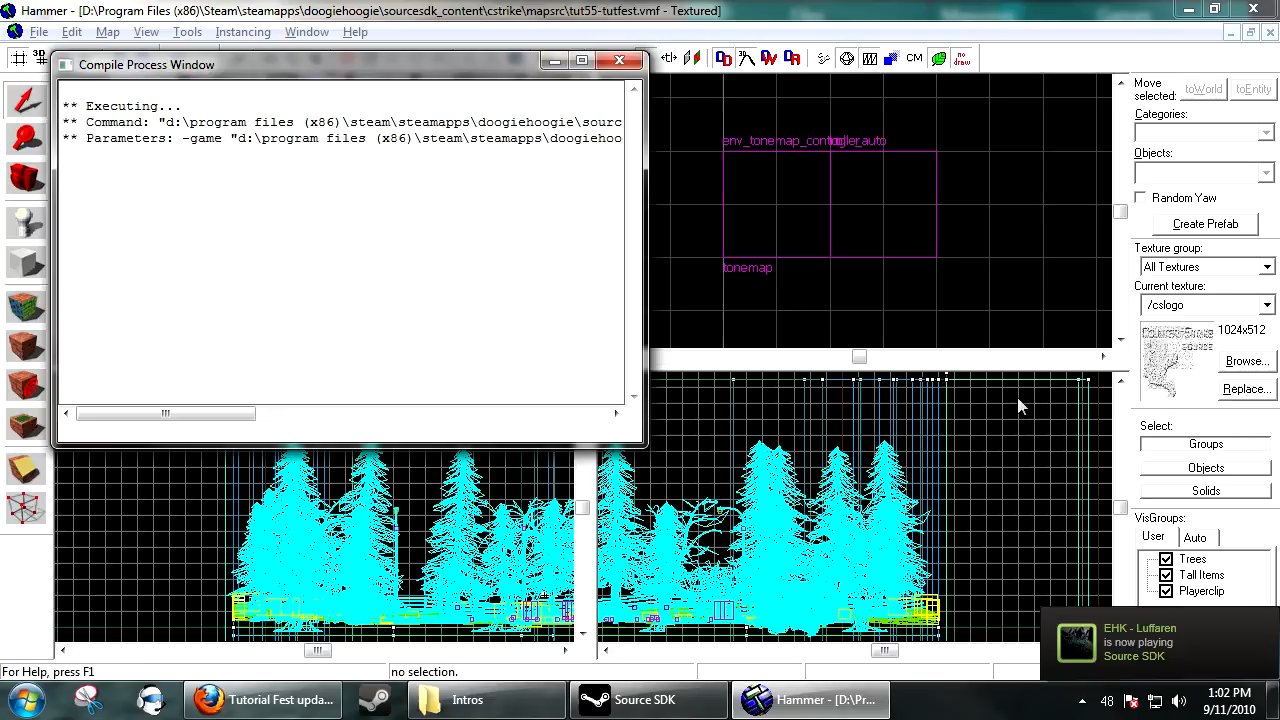 Hammer - [D:\Program Files (x86)\Steam\steamapps\doogiehoogie\sourcesdk_content\cstrike\mapsrc\tut55-tutfest.vmf - Textured]
File Edit Map View Tools Instancing Window Help
Compile Process Window
** Executing...
** Command: "d:\program files (x86)\steam\steamapps\doogiehoogie\sourc
** Parameters: -game "d:\program files (x86)\steam\steamapps\doogiehoo
CM
no draw
env_tonemap_controller
tonemap
Move selected:
toWorld
toEntity
Categories:
Objects:
Random Yaw
Create Prefab
Texture group:
All Textures
Current texture:
/cslogo
1024x512
Browse...
Replace...
Select:
Groups
Objects
Solids
VisGroups:
User
Auto
Trees
Tall Items
Playerclip
EHK - Luffaren
is now playing
Source SDK
For Help, press F1
no selection.
Tutorial Fest upda...
Intros
Source SDK
Hammer - [D:\Pr...
48
1:02 PM
9/11/2010